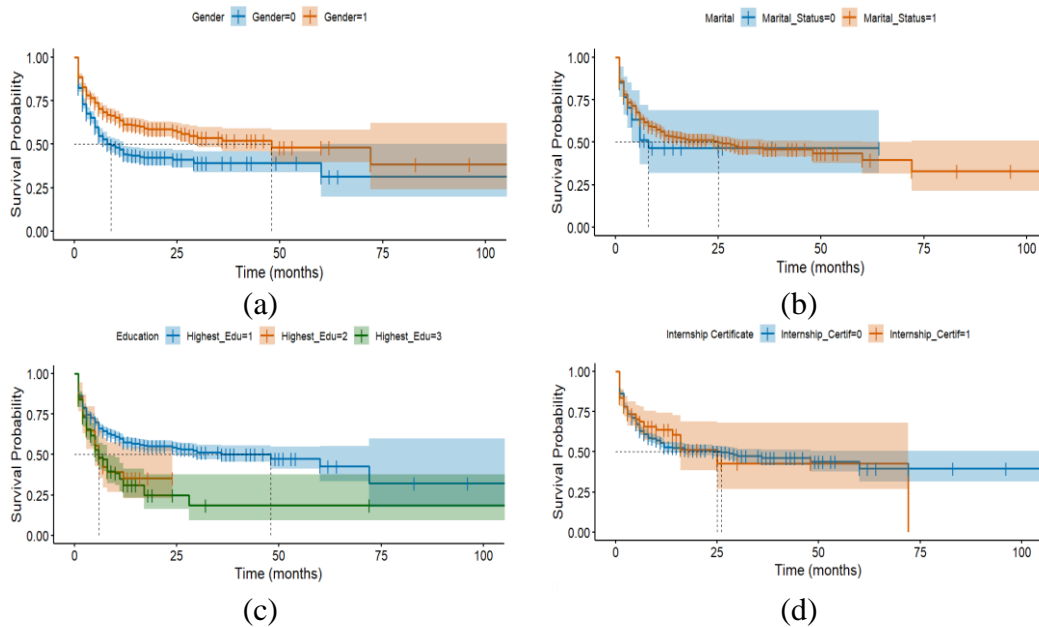 Gender Gender=0 Gender=1
Survival Probability
1.00
0.75
0.50
0.25
0.00
0 25 50 75 100
Time (months)
(a)
Marital Marital_Status=0 Marital_Status=1
Survival Probability
1.00
0.75
0.50
0.25
0.00
0 25 50 75 100
Time (months)
(b)
Education Highest_Edu=1 Highest_Edu=2 Highest_Edu=3
Survival Probability
1.00
0.75
0.50
0.25
0.00
0 25 50 75 100
Time (months)
(c)
Internship Certificate Internship_Certif=0 Internship_Certif=1
Survival Probability
1.00
0.75
0.50
0.25
0.00
0 25 50 75 100
Time (months)
(d)